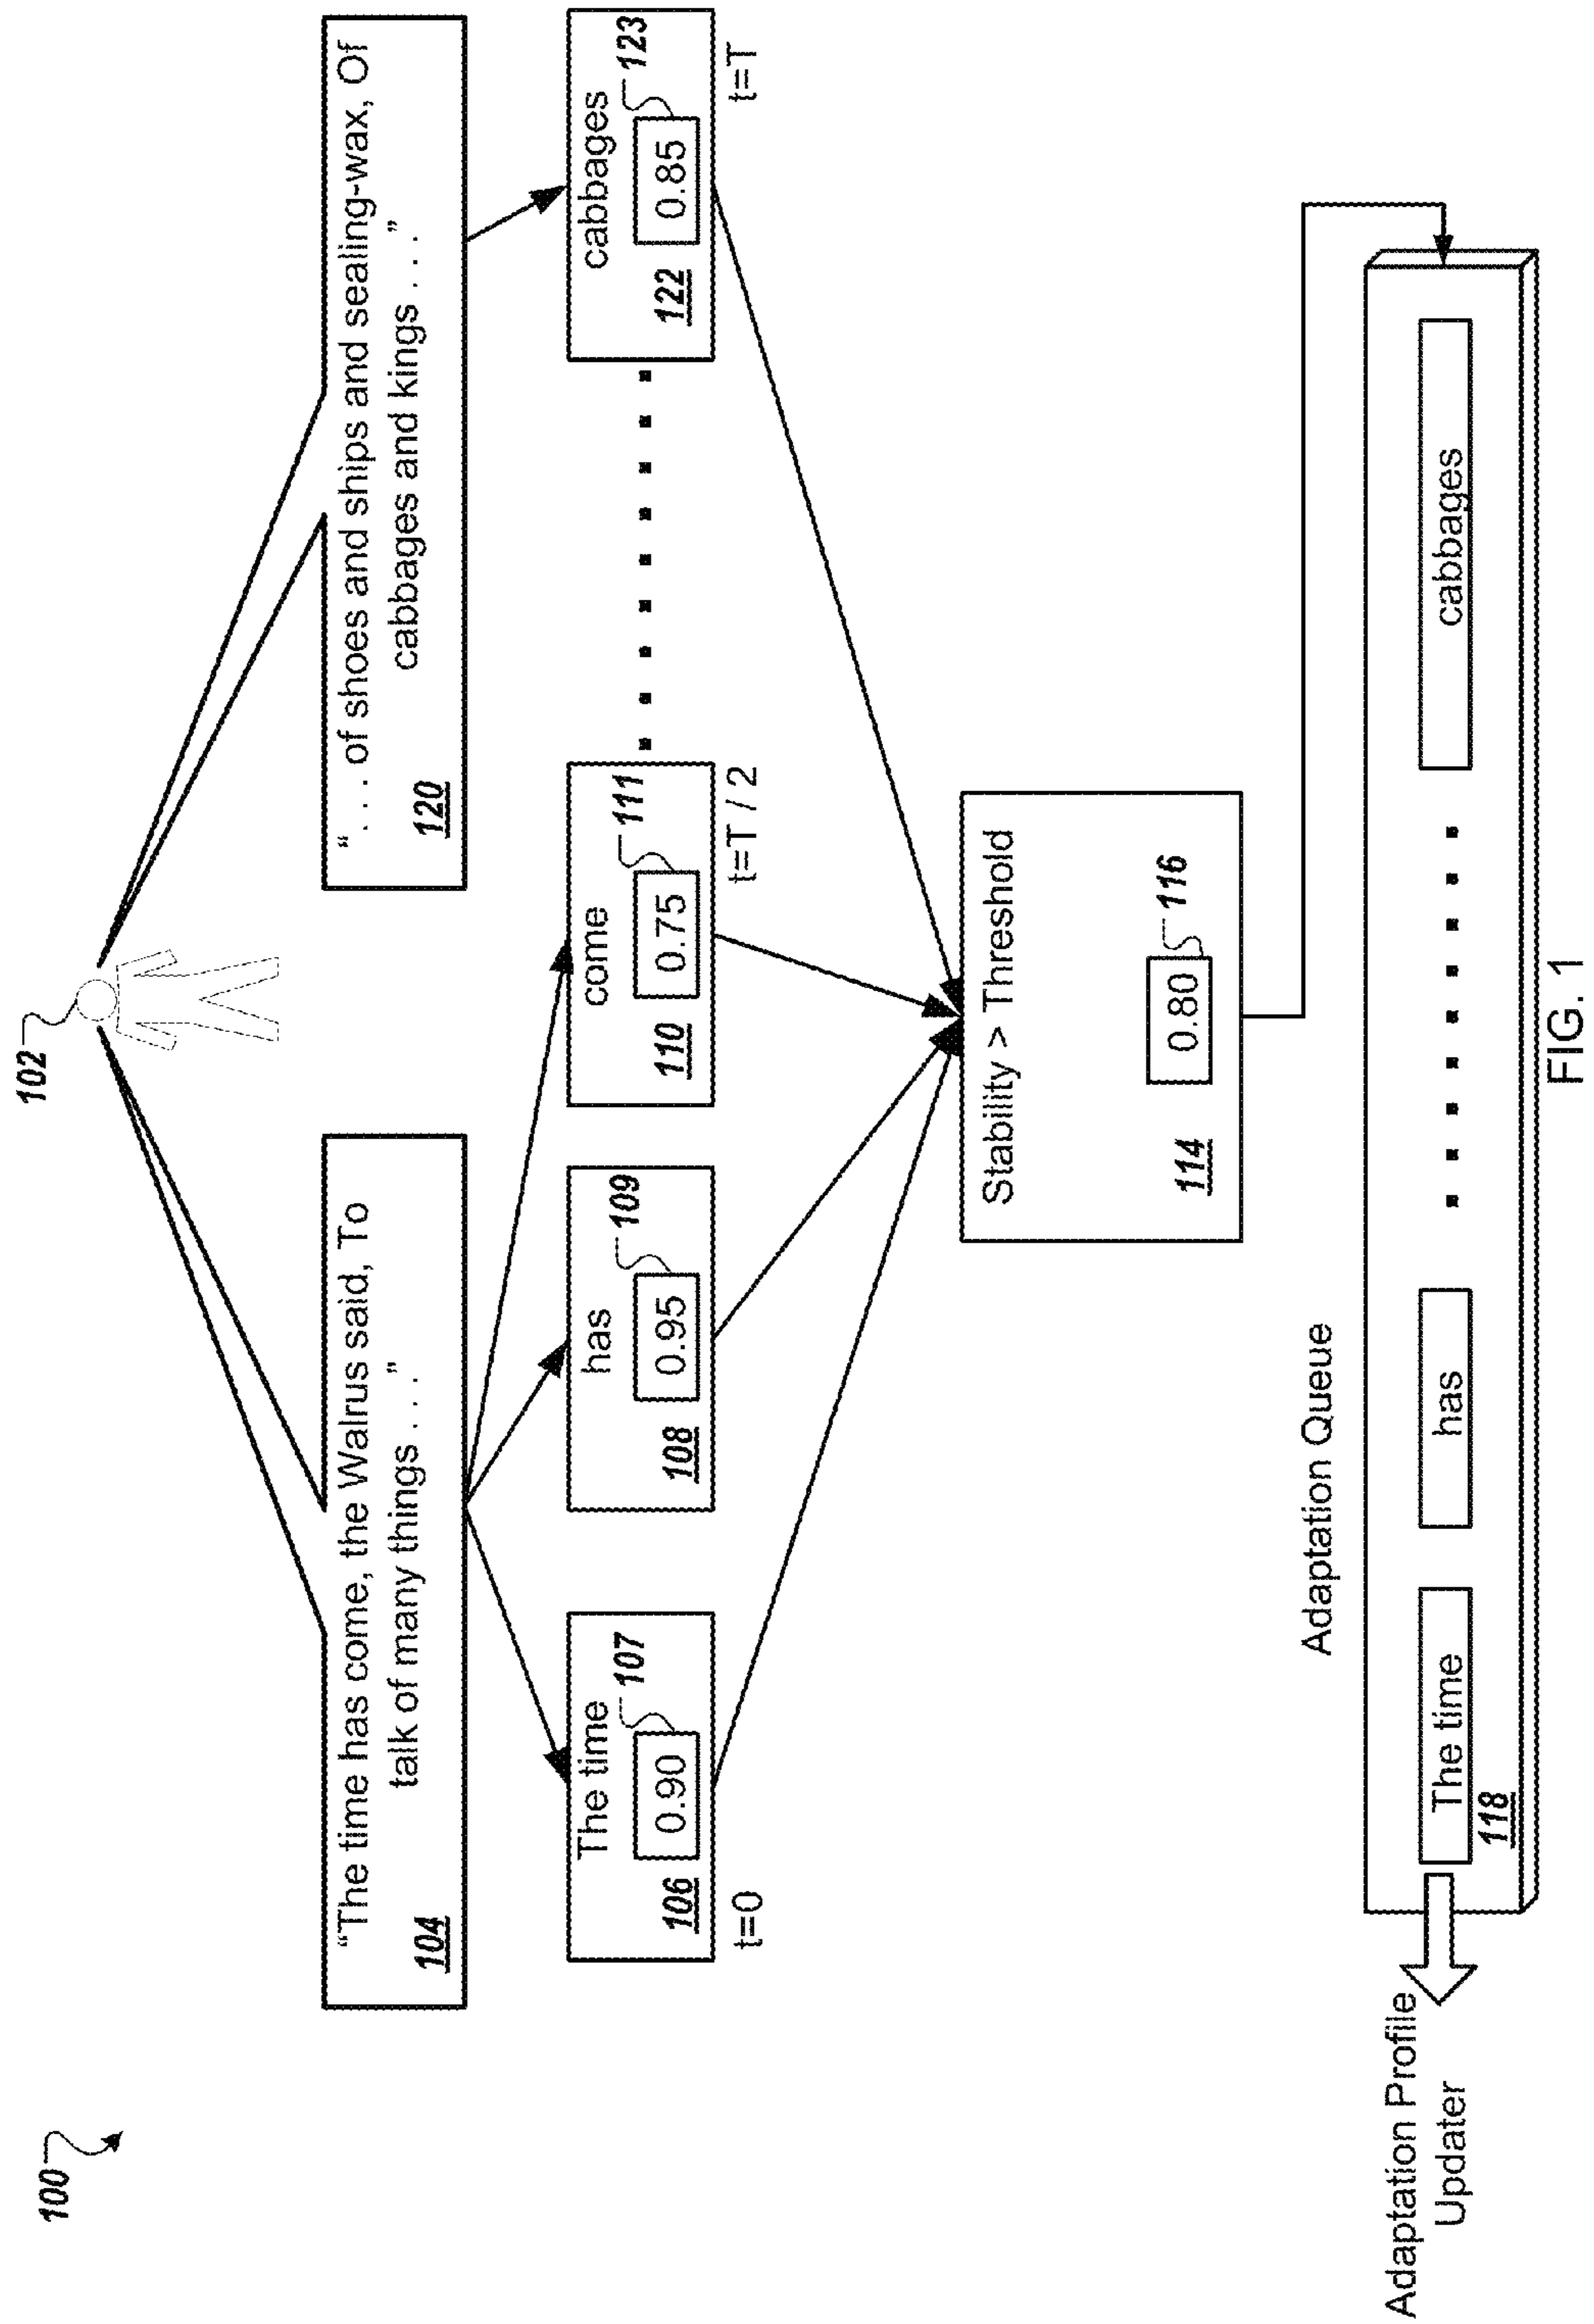 100
102
“The time has come, the Walrus said, To
talk of many things . . .”
104
“. . . of shoes and ships and sealing-wax, Of
cabbages and kings . . .”
120
The time
0.90
107
106
t=0
has
0.95
109
108
come
0.75
111
110
t=T / 2
cabbages
0.85
123
122
t=T
Stability > Threshold
0.80
116
114
Adaptation Queue
The time
has
cabbages
118
Adaptation Profile
Updater
FIG. 1